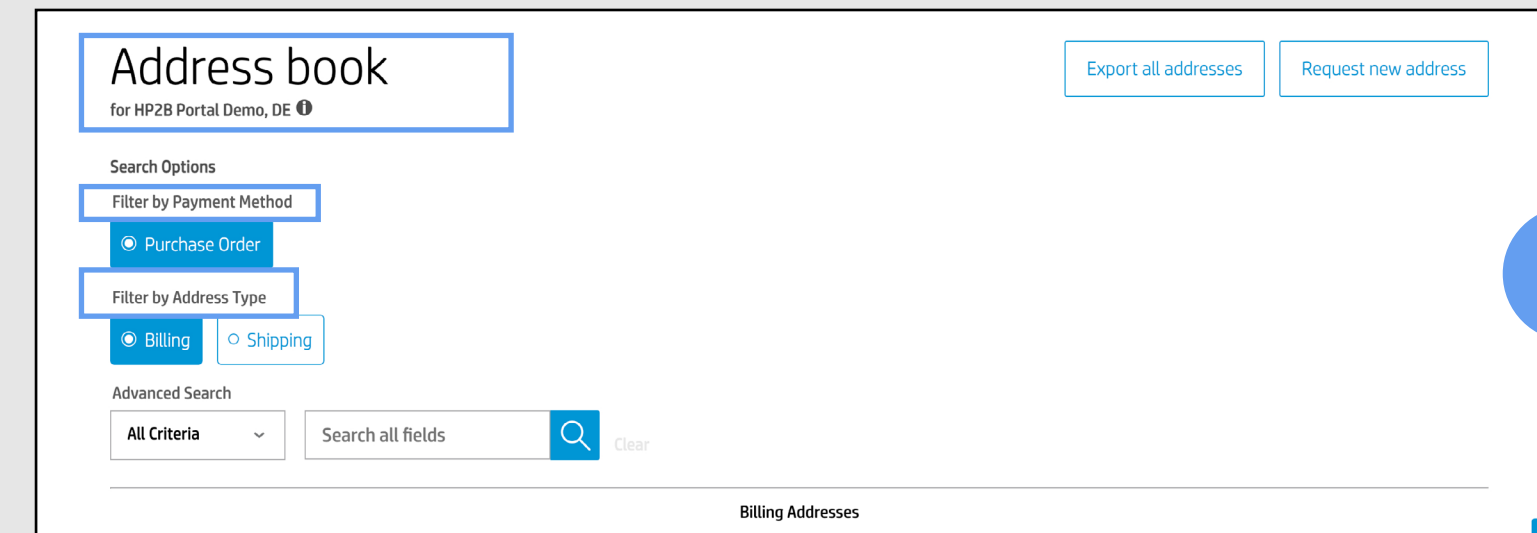 Address book
for HP2B Portal Demo, DE
Export all addresses
Request new address
Search Options
Filter by Payment Method
Purchase Order
Filter by Address Type
Billing
Shipping
Advanced Search
All Criteria
Search all fields
Clear
Billing Addresses